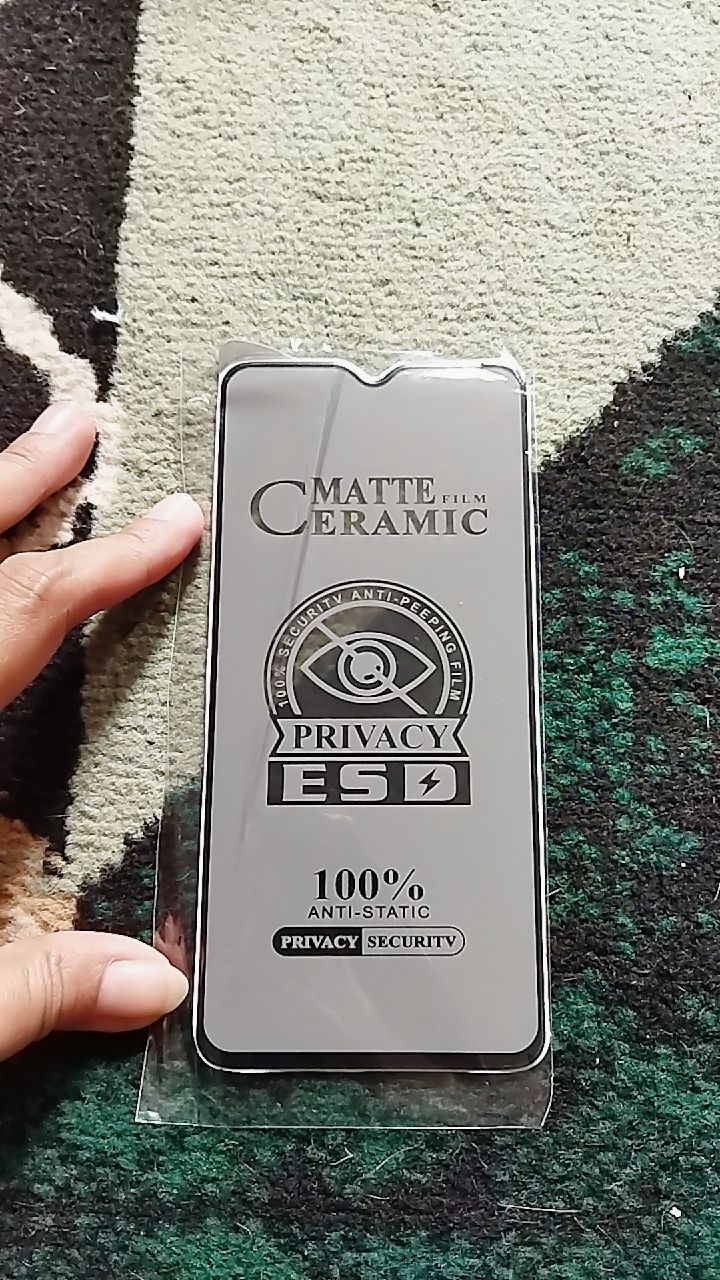 MATTE FILM
CERAMIC
100% SECURITV ANTI-PEEPING FILM
PRIVACY
ESD
100%
ANTI-STATIC
PRIVACY SECURITV